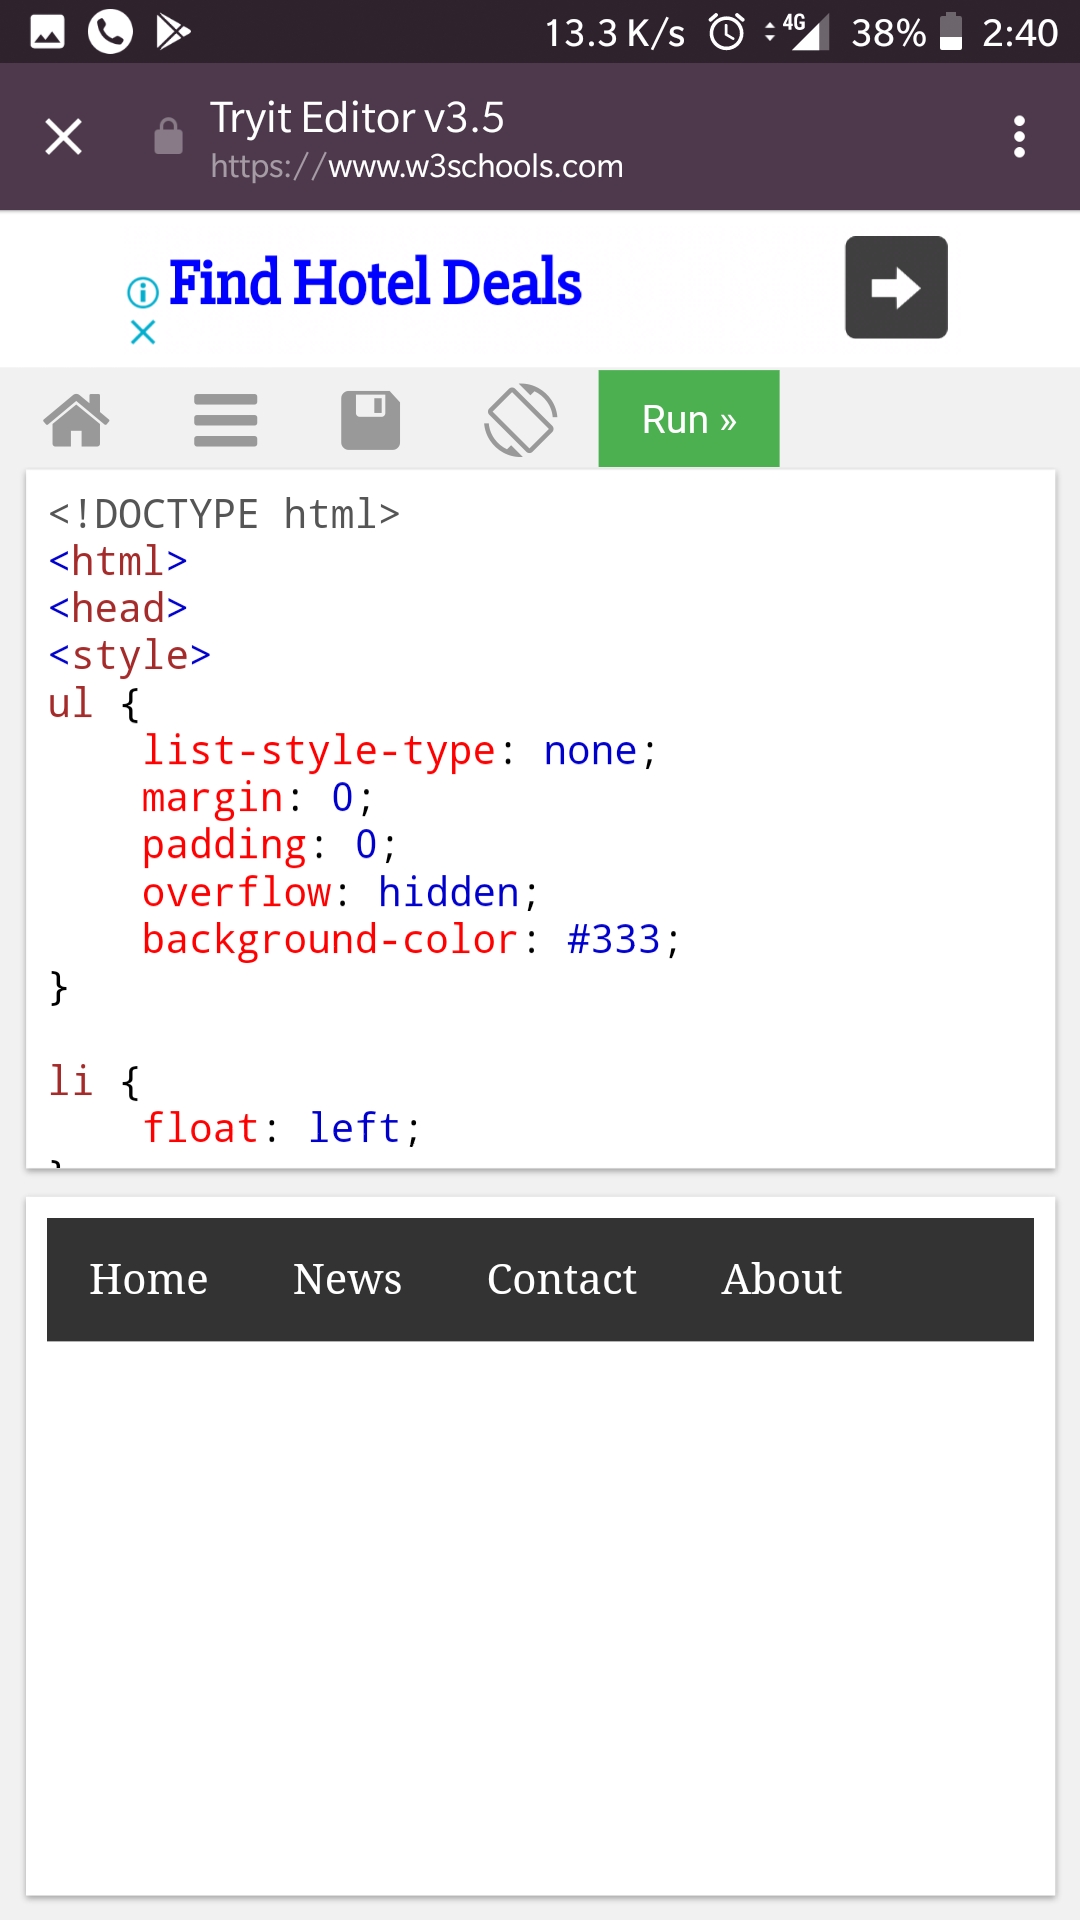 13.3 K/s 4G 38% 2:40
Tryit Editor v3.5
https://www.w3schools.com
Find Hotel Deals
Run »
<!DOCTYPE html>
<html>
<head>
<style>
ul {
    list-style-type: none;
    margin: 0;
    padding: 0;
    overflow: hidden;
    background-color: #333;
}
li {
    float: left;
}
Home News Contact About